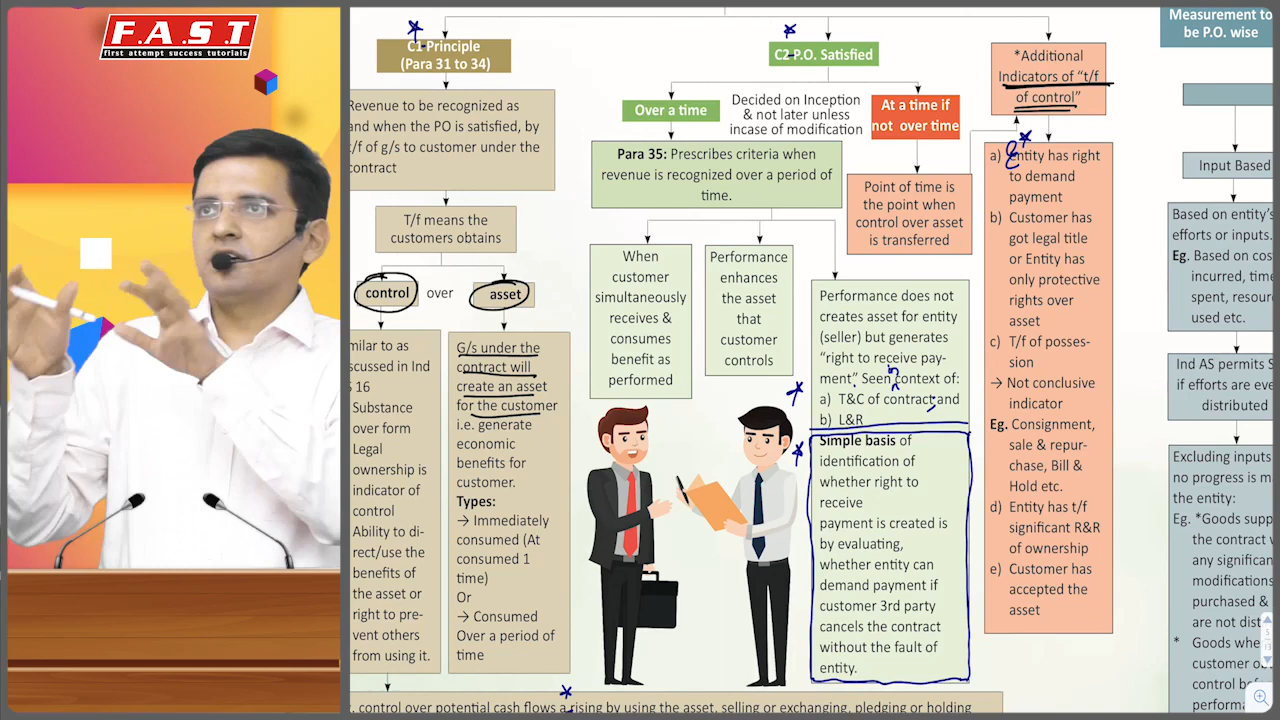 F.A.S.T
first attempt success tutorials
C1-Principle
(Para 31 to 34)
Revenue to be recognized as
and when the PO is satisfied, by
t/f of g/s to customer under the
contract
T/f means the
customers obtains
control over asset
milar to as
scussed in Ind
16
Substance
over form
Legal
ownership is
indicator of
control
Ability to di-
rect/use the
benefits of
the asset or
right to pre-
vent others
from using it.
G/s under the
contract will
create an asset
for the customer
i.e. generate
economic
benefits for
customer.
Types:
→ Immediately
consumed (At
consumed 1
time)
Or
→ Consumed
Over a period of
time
C2-P.O. Satisfied
Over a time
Decided on Inception
& not later unless
incase of modification
At a time if
not over time
Para 35: Prescribes criteria when
revenue is recognized over a period of
time.
Point of time is
the point when
control over asset
is transferred
When
customer
simultaneously
receives &
consumes
benefit as
performed
Performance
enhances
the asset
that
customer
controls
Performance does not
creates asset for entity
(seller) but generates
“right to receive pay-
ment”. Seen context of:
a) T&C of contract; and
b) L&R
Simple basis of
identification of
whether right to
receive
payment is created is
by evaluating,
whether entity can
demand payment if
customer 3rd party
cancels the contract
without the fault of
entity.
*Additional
Indicators of “t/f
of control”
a) Entity has right
to demand
payment
b) Customer has
got legal title
or Entity has
only protective
rights over
asset
c) T/f of posses-
sion
→ Not conclusive
indicator
Eg. Consignment,
sale & repur-
chase, Bill &
Hold etc.
d) Entity has t/f
significant R&R
of ownership
e) Customer has
accepted the
asset
Measurement to
be P.O. wise
Input Based
Based on entity’s
efforts or inputs.
Eg. Based on cos
incurred, time
spent, resour
used etc.
Ind AS permits S
if efforts are eve
distributed
Excluding inputs
no progress is m
the entity:
Eg. *Goods supp
the contract w
any significan
modifications
purchased &
are not dist
* Goods whe
customer ob
control bef
performa
, control over potential cash flows arising by using the asset, selling or exchanging, pledging or holding